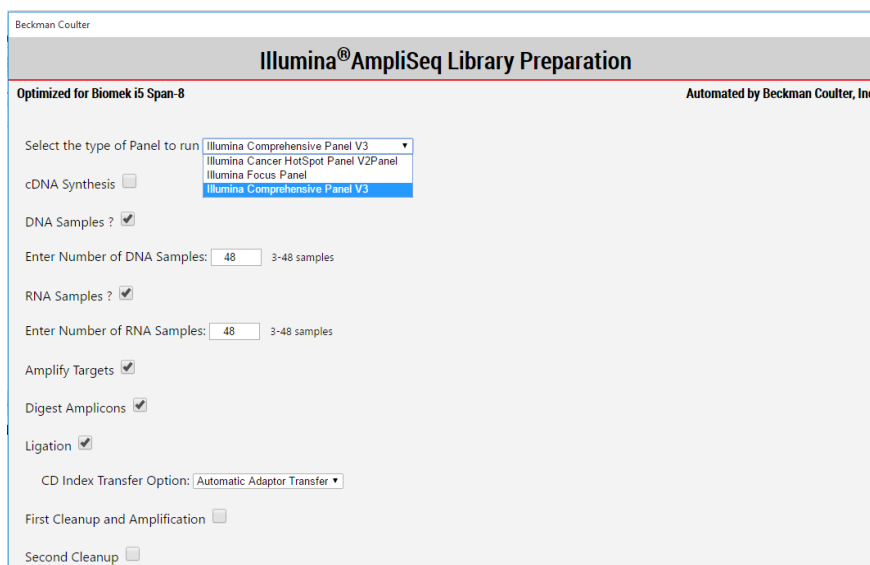 Beckman Coulter
Illumina®AmpliSeq Library Preparation
Optimized for Biomek i5 Span-8 Automated by Beckman Coulter, Inc
Select the type of Panel to run Illumina Comprehensive Panel V3
Illumina Cancer HotSpot Panel V2Panel
Illumina Focus Panel
Illumina Comprehensive Panel V3
cDNA Synthesis
DNA Samples ?
Enter Number of DNA Samples: 48 3-48 samples
RNA Samples ?
Enter Number of RNA Samples: 48 3-48 samples
Amplify Targets
Digest Amplicons
Ligation
CD Index Transfer Option: Automatic Adaptor Transfer
First Cleanup and Amplification
Second Cleanup